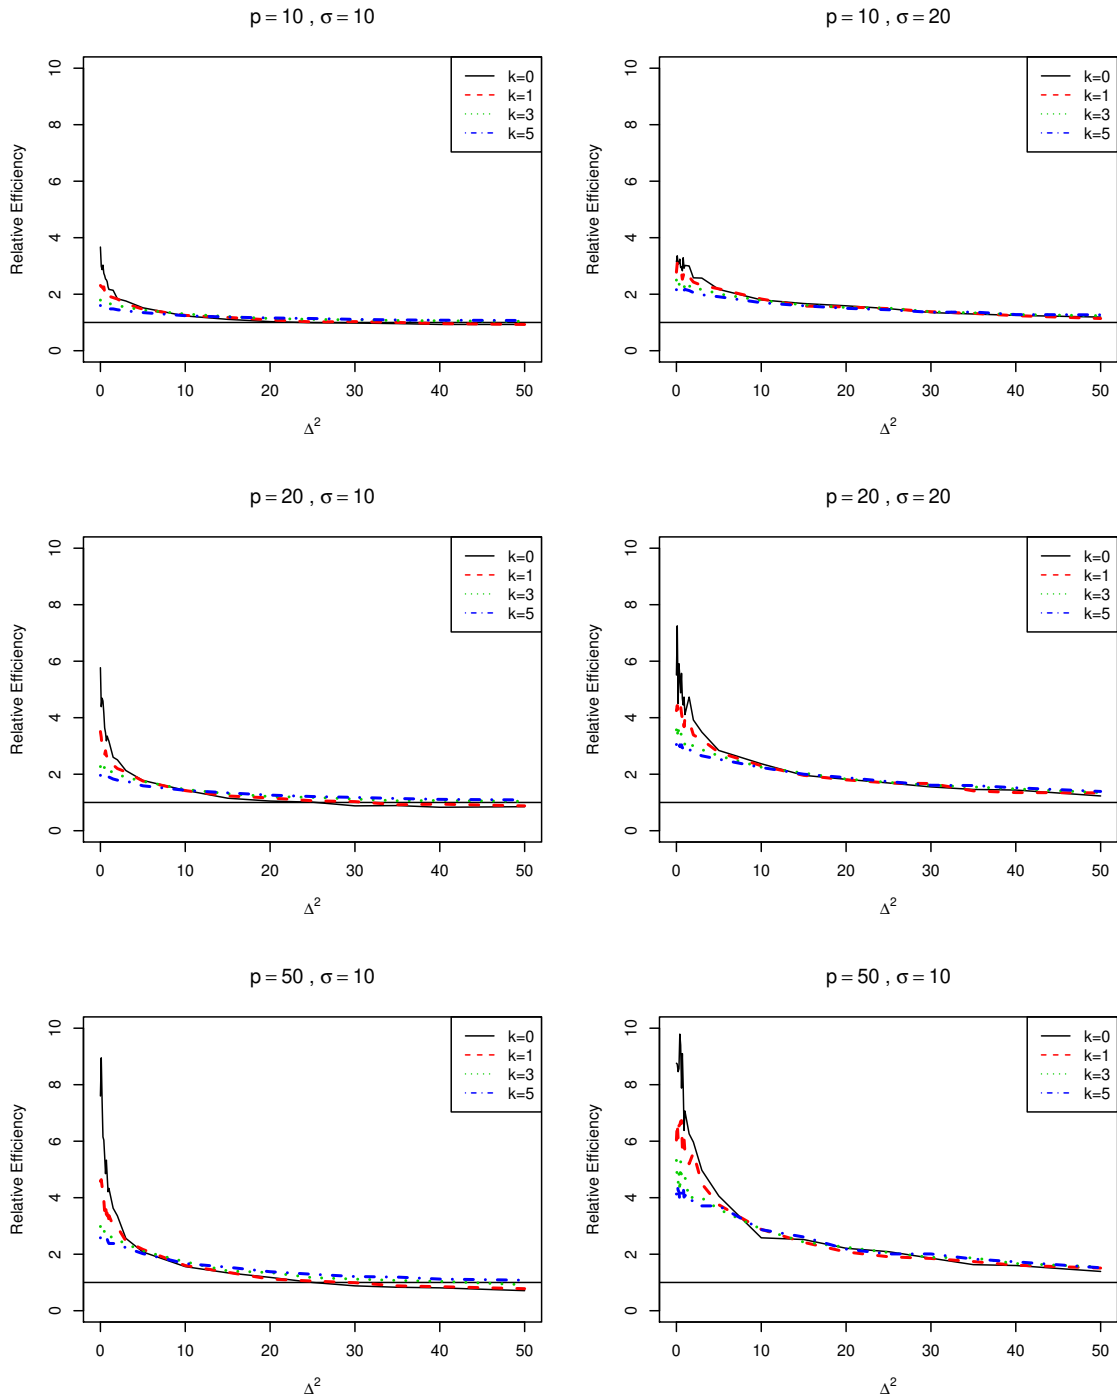 p = 10 , σ = 10
Relative Efficiency
10
8
6
4
2
0
k=0
k=1
k=3
k=5
0 10 20 30 40 50
Δ²
p = 10 , σ = 20
Relative Efficiency
10
8
6
4
2
0
k=0
k=1
k=3
k=5
0 10 20 30 40 50
Δ²
p = 20 , σ = 10
Relative Efficiency
10
8
6
4
2
0
k=0
k=1
k=3
k=5
0 10 20 30 40 50
Δ²
p = 20 , σ = 20
Relative Efficiency
10
8
6
4
2
0
k=0
k=1
k=3
k=5
0 10 20 30 40 50
Δ²
p = 50 , σ = 10
Relative Efficiency
10
8
6
4
2
0
k=0
k=1
k=3
k=5
0 10 20 30 40 50
Δ²
p = 50 , σ = 10
Relative Efficiency
10
8
6
4
2
0
k=0
k=1
k=3
k=5
0 10 20 30 40 50
Δ²